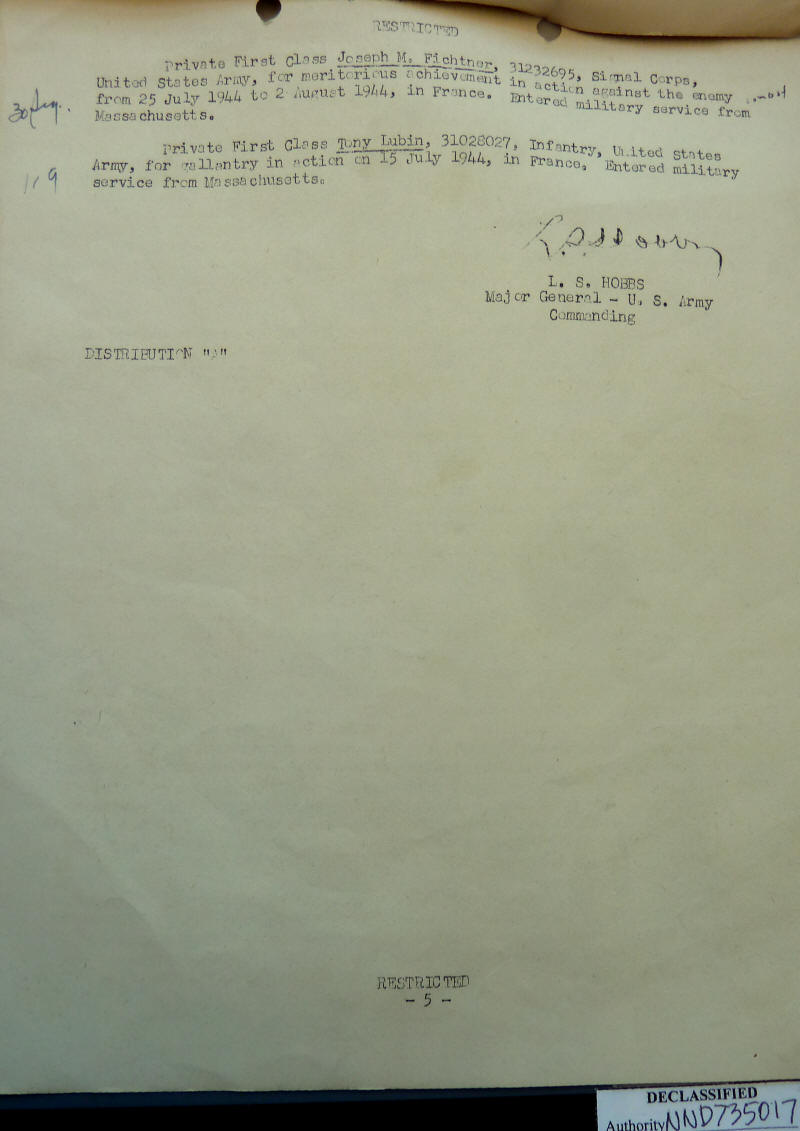 RESTRICTED
Private First Class Joseph M. Fichtner, 31232695, Signal Corps,
United States Army, for meritorious achievement in action against the enemy
from 25 July 1944 to 2 August 1944, in France. Entered military service from
Massachusetts.
Private First Class Tony Lubin, 31028027, Infantry, United States
Army, for gallantry in action on 15 July 1944, in France. Entered military
service from Massachusetts.
119
L. S. HOBBS
Major General - U. S. Army
Commanding
DISTRIBUTION
RESTRICTED
- 5 -
DECLASSIFIED
Authority NND735017